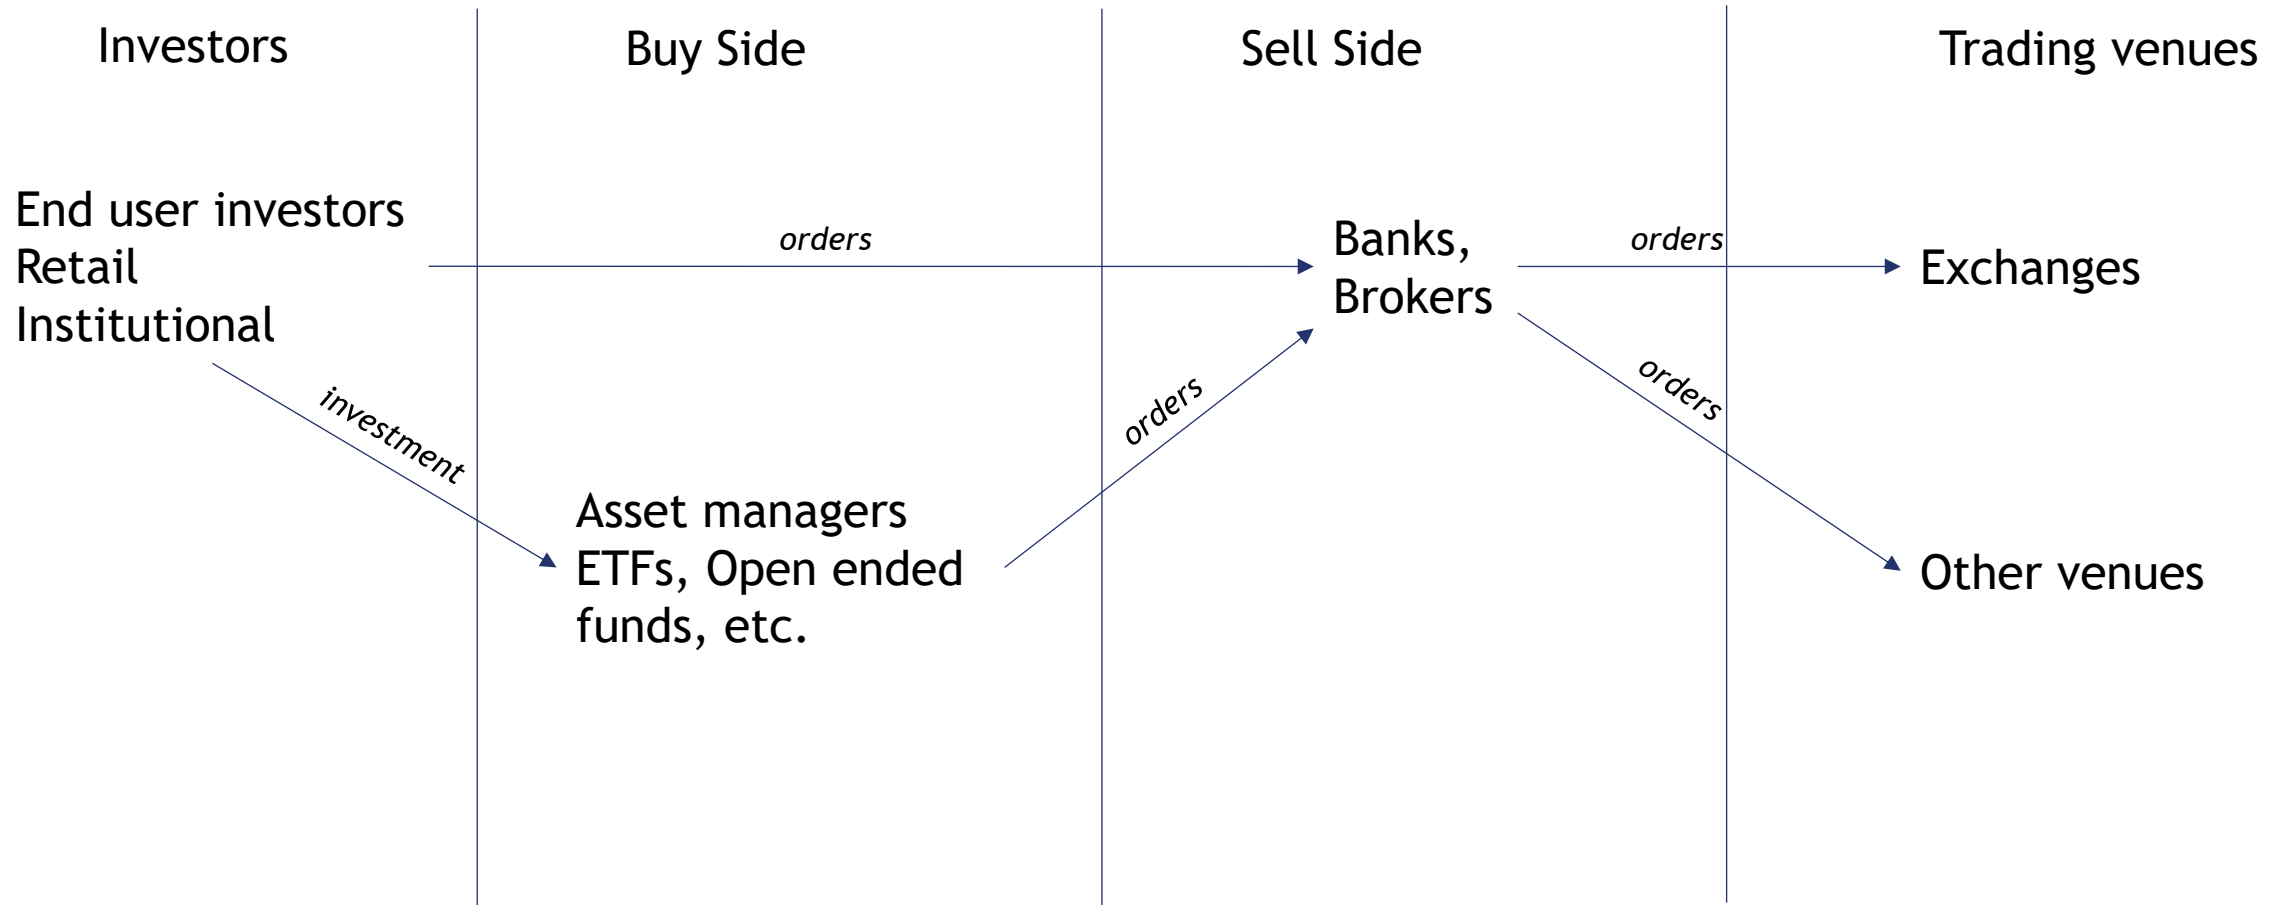 Investors
Buy Side
Sell Side
Trading venues
End user investors
Retail
Institutional
orders
Banks,
Brokers
orders
Exchanges
investment
orders
orders
Asset managers
ETFs, Open ended
funds, etc.
Other venues